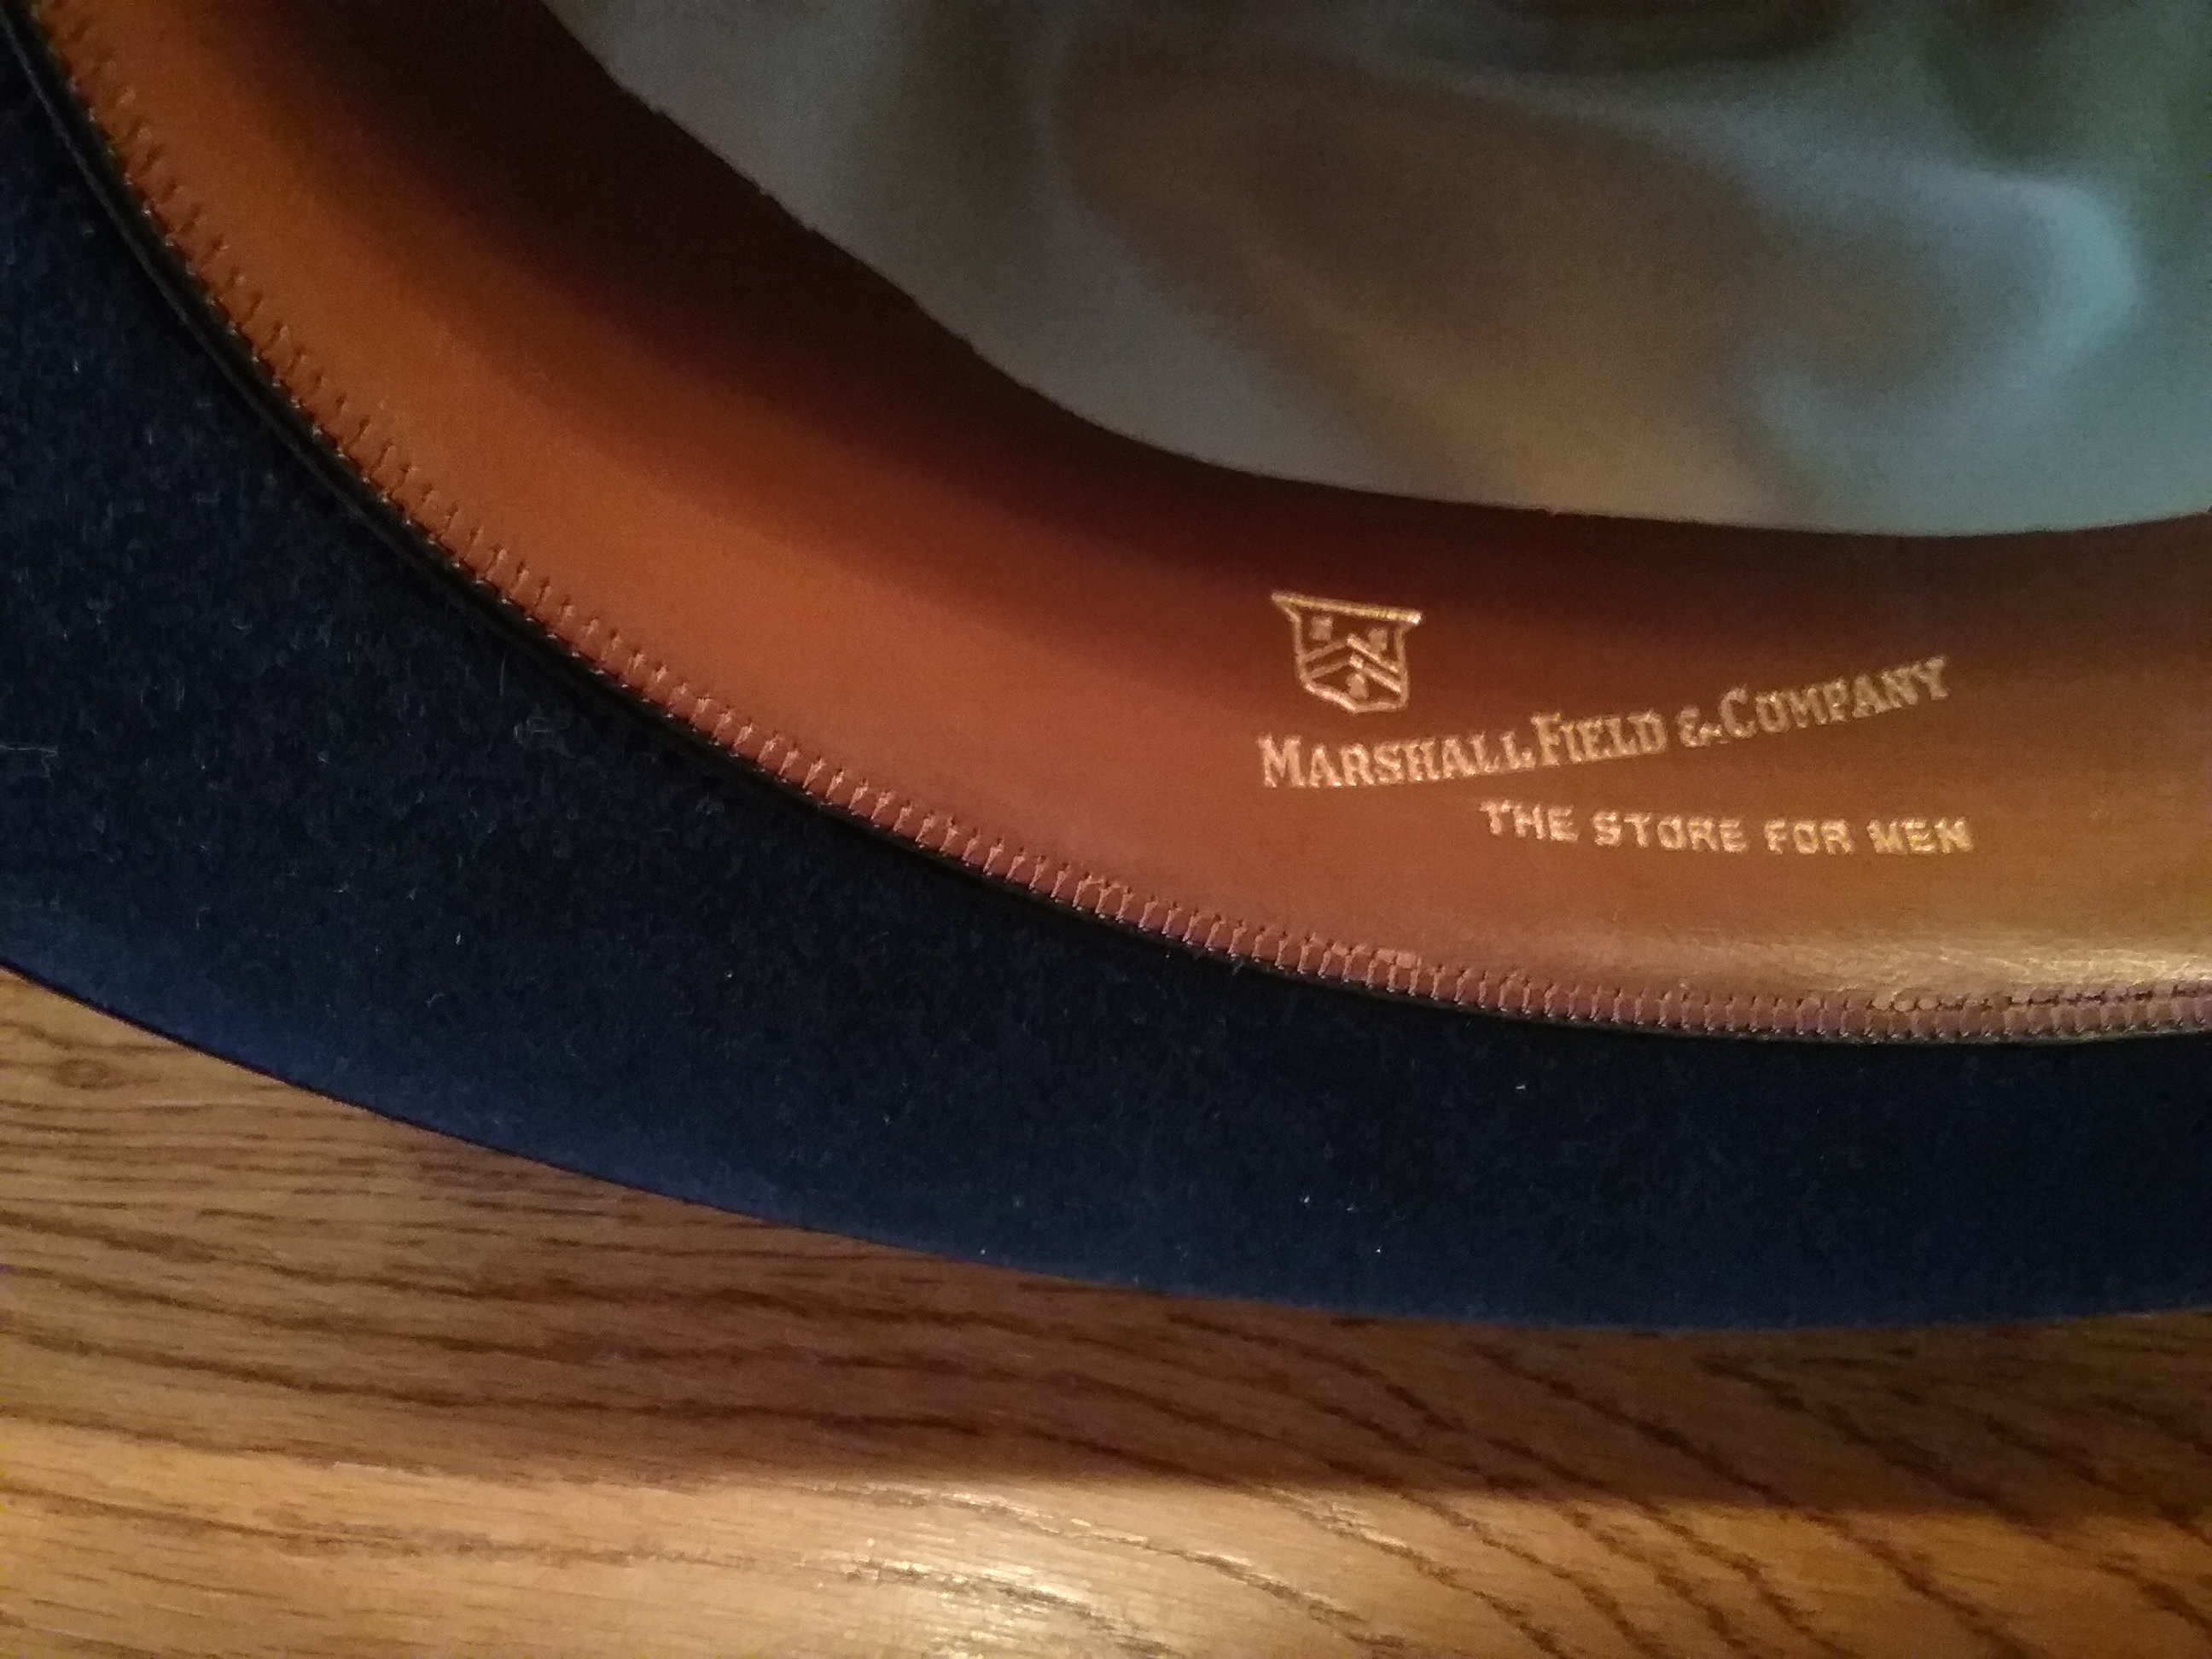 MARSHALL FIELD & COMPANY
THE STORE FOR MEN